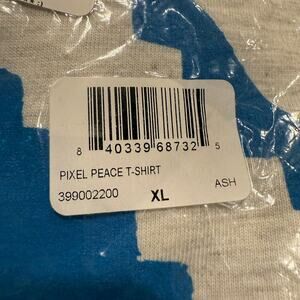 8 40339 68732 5
PIXEL PEACE T-SHIRT
399002200 XL ASH